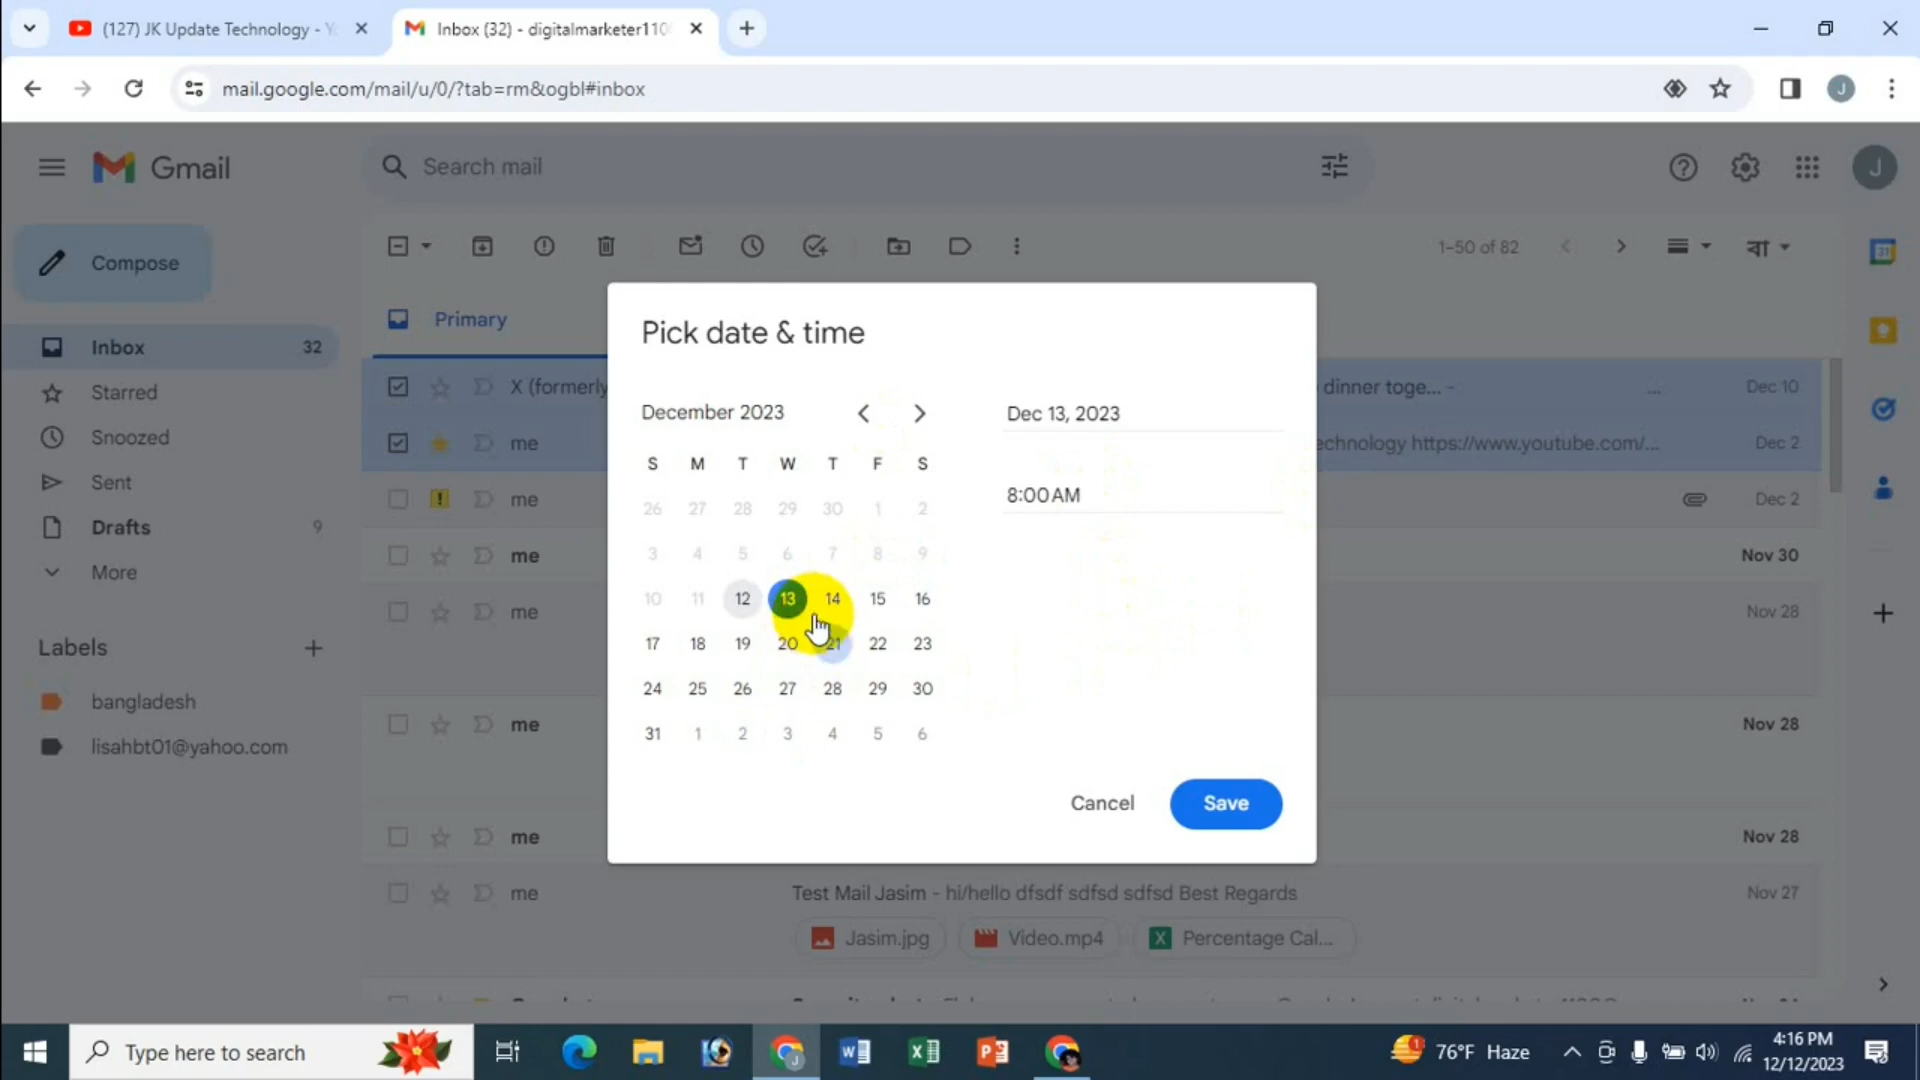 (127) JK Update Technology - Y
Inbox (32) - digitalmarketer110
mail.google.com/mail/u/0/?tab=rm&ogbl#inbox
J
Gmail
Search mail
J
Compose
1–50 of 82
বা
31
Primary
Inbox 32
Starred
Snoozed
Sent
Drafts 9
More
Labels
bangladesh
lisahbt01@yahoo.com
X (formerly dinner toge... - ... Dec 10
me echnology https://www.youtube.com/... Dec 2
me Dec 2
me Nov 30
me Nov 28
me Nov 28
me Nov 28
me Test Mail Jasim - hi/hello dfsdf sdfsd sdfsd Best Regards Nov 27
Jasim.jpg Video.mp4 Percentage Cal...
Pick date & time
December 2023
S M T W T F S
26 27 28 29 30 1 2
3 4 5 6 7 8 9
10 11 12 13 14 15 16
17 18 19 20 21 22 23
24 25 26 27 28 29 30
31 1 2 3 4 5 6
Dec 13, 2023
8:00 AM
Cancel
Save
Type here to search
76°F Haze
4:16 PM
12/12/2023